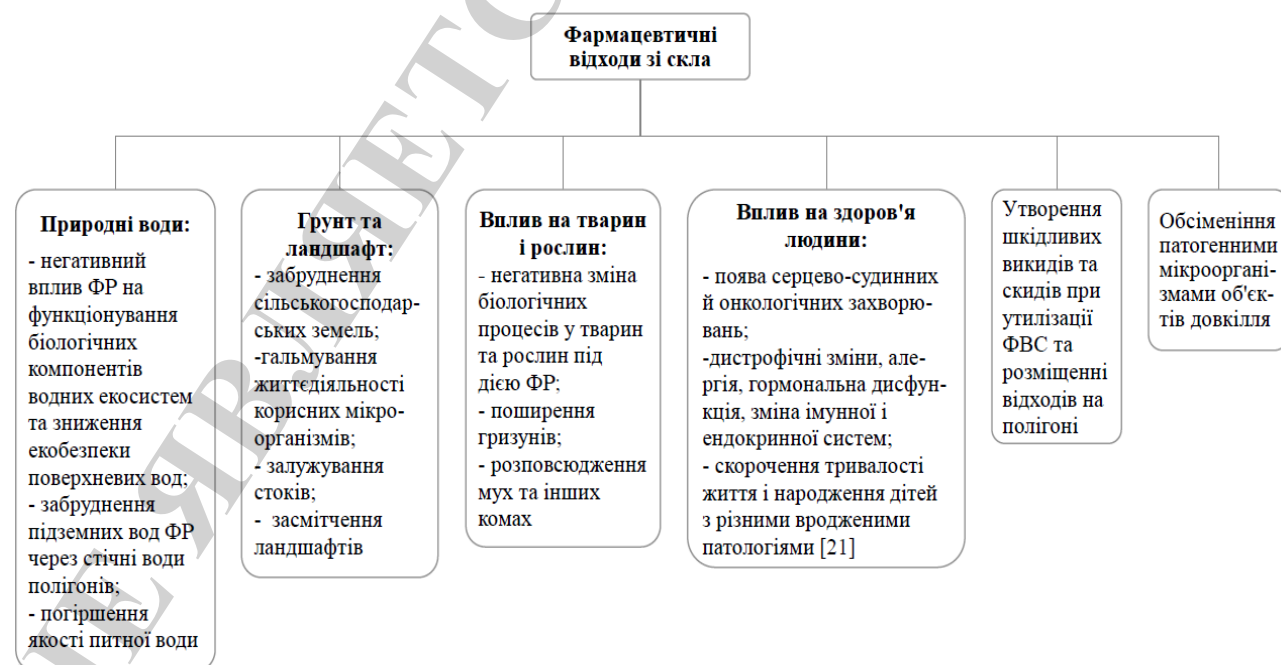 Фармацевтичні
відходи зі скла
Природні води:
- негативний
вплив ФР на
функціонування
біологічних
компонентів
водних екосистем
та зниження
екобезпеки
поверхневих вод;
- забруднення
підземних вод ФР
через стічні води
полігонів;
- погіршення
якості питної води
Грунт та
ландшафт:
- забруднення
сільськогосподар-
ських земель;
-гальмування
життєдіяльності
корисних мікро-
організмів;
- залужування
стоків;
- засмітчення
ландшафтів
Вплив на тварин
і рослин:
- негативна зміна
біологічних
процесів у тварин
та рослин під
дією ФР;
- поширення
гризунів;
- розповсюдження
мух та інших
комах
Вплив на здоров'я
людини:
- поява серцево-судинних
й онкологічних захворю-
вань;
-дистрофічні зміни, але-
ргія, гормональна дисфун-
кція, зміна імунної і
ендокринної систем;
- скорочення тривалості
життя і народження дітей
з різними вродженими
патологіями [21]
Утворення
шкідливих
викидів та
скидів при
утилізації
ФВС та
розміщенні
відходів на
полігоні
Обсіменіння
патогенними
мікрооргані-
змами об'єк-
тів довкілля